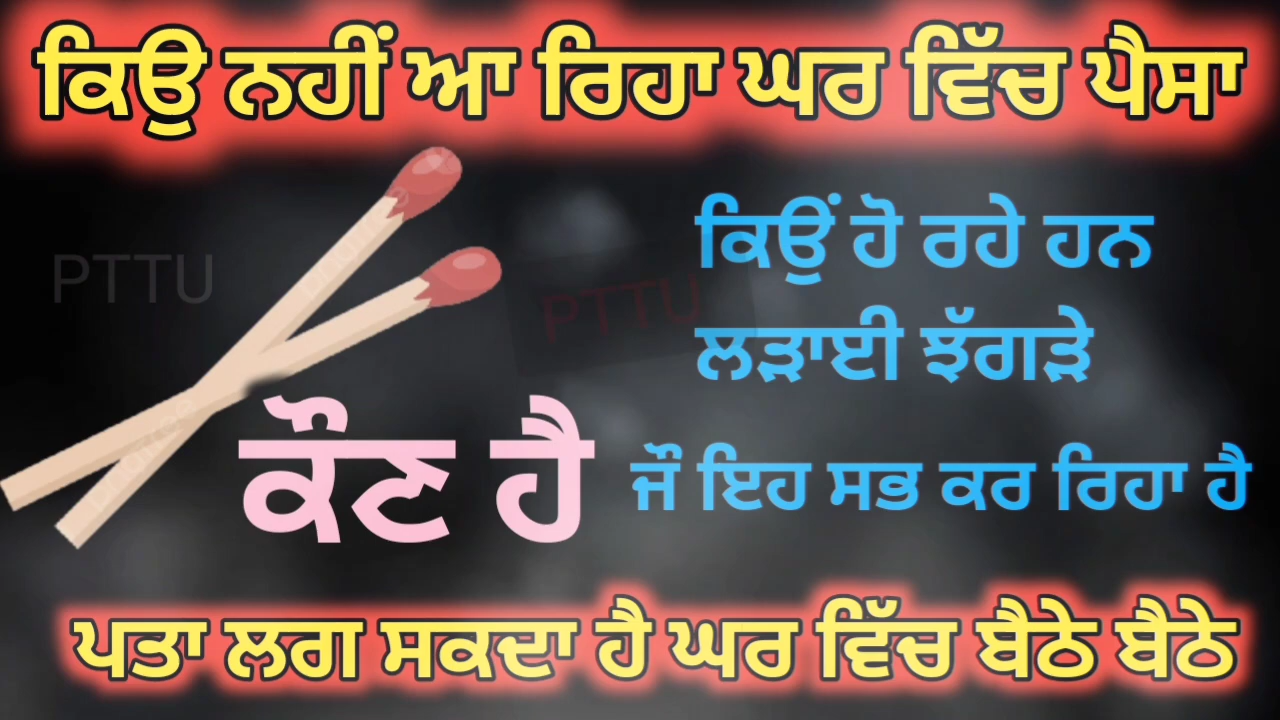 ਕਿਉ ਨਹੀਂ ਆ ਰਿਹਾ ਘਰ ਵਿੱਚ ਪੈਸਾ
PTTU
PTTU
ਕਿਉਂ ਹੋ ਰਹੇ ਹਨ
ਲੜਾਈ ਝੱਗੜੇ
ਕੌਣ ਹੈ
ਜੌ ਇਹ ਸਭ ਕਰ ਰਿਹਾ ਹੈ
ਪਤਾ ਲਗ ਸਕਦਾ ਹੈ ਘਰ ਵਿੱਚ ਬੈਠੇ ਬੈਠੇ